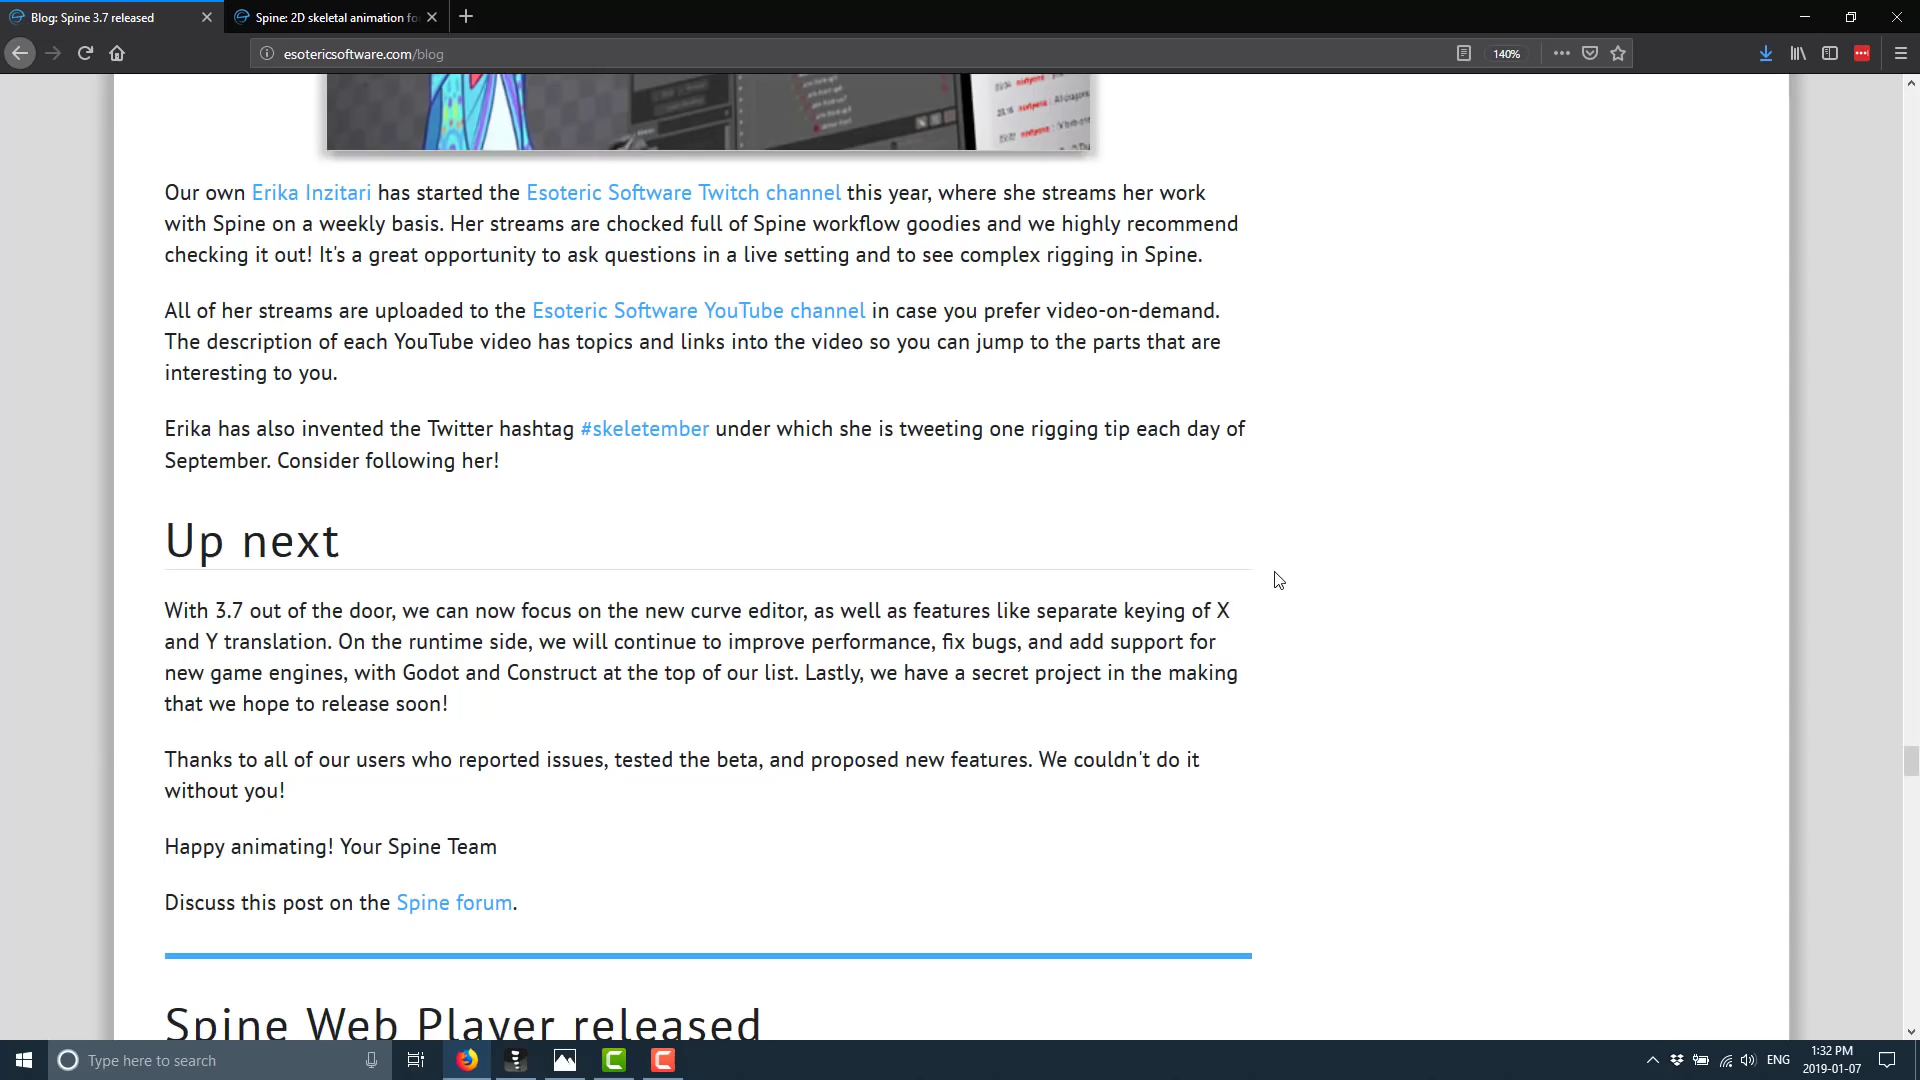 Blog: Spine 3.7 released
Spine: 2D skeletal animation fo
esotericsoftware.com/blog
140%
Our own Erika Inzitari has started the Esoteric Software Twitch channel this year, where she streams her work
with Spine on a weekly basis. Her streams are chocked full of Spine workflow goodies and we highly recommend
checking it out! It's a great opportunity to ask questions in a live setting and to see complex rigging in Spine.
All of her streams are uploaded to the Esoteric Software YouTube channel in case you prefer video-on-demand.
The description of each YouTube video has topics and links into the video so you can jump to the parts that are
interesting to you.
Erika has also invented the Twitter hashtag #skeletember under which she is tweeting one rigging tip each day of
September. Consider following her!
Up next
With 3.7 out of the door, we can now focus on the new curve editor, as well as features like separate keying of X
and Y translation. On the runtime side, we will continue to improve performance, fix bugs, and add support for
new game engines, with Godot and Construct at the top of our list. Lastly, we have a secret project in the making
that we hope to release soon!
Thanks to all of our users who reported issues, tested the beta, and proposed new features. We couldn't do it
without you!
Happy animating! Your Spine Team
Discuss this post on the Spine forum.
Spine Web Player released
Type here to search
ENG
1:32 PM
2019-01-07